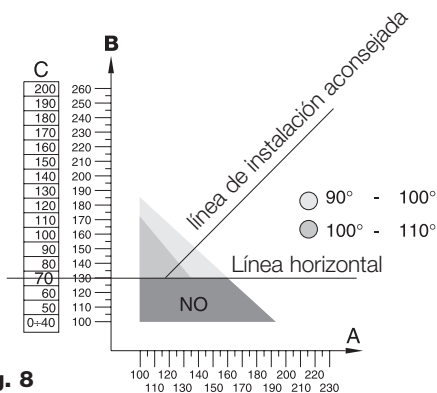 B
C
200 260
190 250
180 240
170 230
160 220
150 210
140 200
130 190
120 180
110 170
100 160
90 150
80 140
70 130
60 120
50 110
0÷40 100
línea de instalación aconsejada
90° - 100°
100° - 110°
Línea horizontal
NO
A
100 120 140 160 180 200 220
110 130 150 170 190 210 230
g. 8